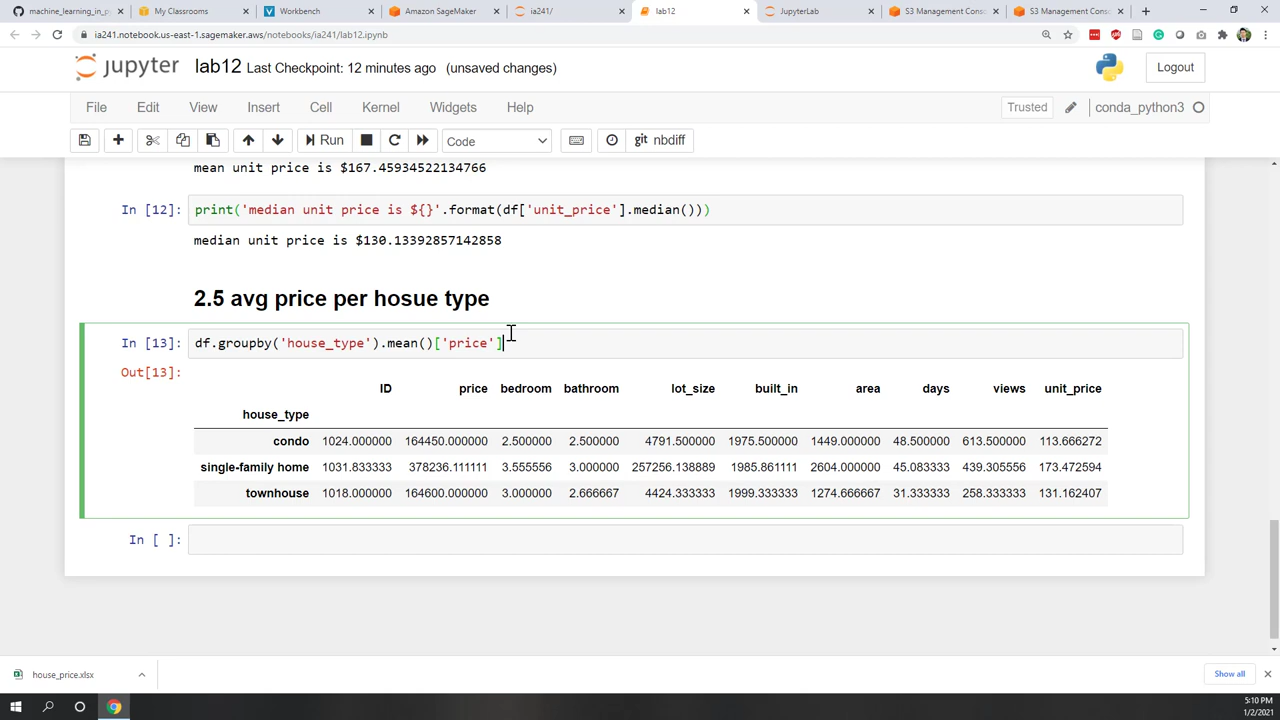 machine_learning_in_p
My Classrooms
Workbench
Amazon SageMaker
ia241/
lab12
JupyterLab
S3 Management Cons
S3 Management Cons
ia241.notebook.us-east-1.sagemaker.aws/notebooks/ia241/lab12.ipynb
jupyter lab12 Last Checkpoint: 12 minutes ago (unsaved changes)
Logout
File Edit View Insert Cell Kernel Widgets Help
Trusted conda_python3
Run Code git nbdiff
mean unit price is $167.45934522134766
In [12]: print('median unit price is ${}'.format(df['unit_price'].median()))
median unit price is $130.13392857142858
2.5 avg price per hosue type
In [13]: df.groupby('house_type').mean()['price']
Out[13]:
ID price bedroom bathroom lot_size built_in area days views unit_price
house_type
condo 1024.000000 164450.000000 2.500000 2.500000 4791.500000 1975.500000 1449.000000 48.500000 613.500000 113.666272
single-family home 1031.833333 378236.111111 3.555556 3.000000 257256.138889 1985.861111 2604.000000 45.083333 439.305556 173.472594
townhouse 1018.000000 164600.000000 3.000000 2.666667 4424.333333 1999.333333 1274.666667 31.333333 258.333333 131.162407
In [ ]:
house_price.xlsx
Show all
5:10 PM
1/2/2021